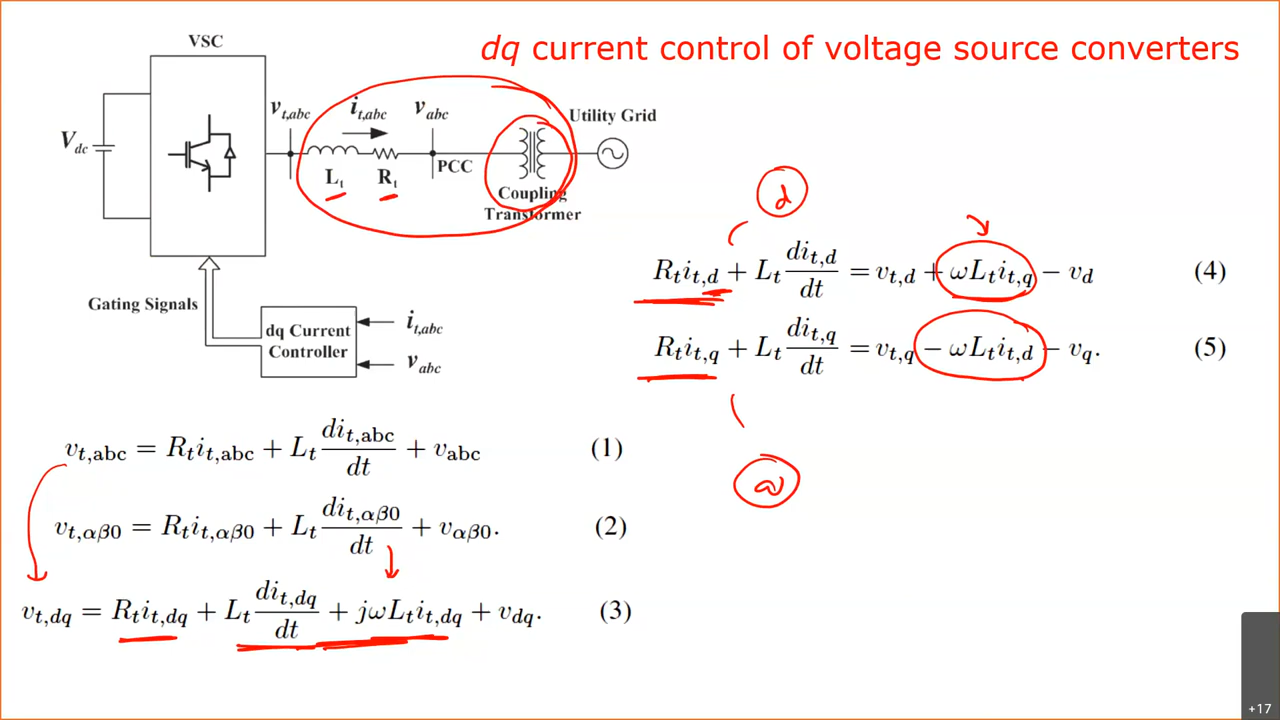 dq current control of voltage source converters
VSC
V_dc
v_t,abc
i_t,abc
v_abc
Utility Grid
L_t
R_t
PCC
Coupling
Transformer
Gating Signals
dq Current
Controller
i_t,abc
v_abc
d
R_t i_t,d + L_t di_t,d/dt = v_t,d + ωL_t i_t,q − v_d (4)
R_t i_t,q + L_t di_t,q/dt = v_t,q − ωL_t i_t,d − v_q. (5)
v_t,abc = R_t i_t,abc + L_t di_t,abc/dt + v_abc (1)
v_t,αβ0 = R_t i_t,αβ0 + L_t di_t,αβ0/dt + v_αβ0. (2)
v_t,dq = R_t i_t,dq + L_t di_t,dq/dt + jωL_t i_t,dq + v_dq. (3)
+17